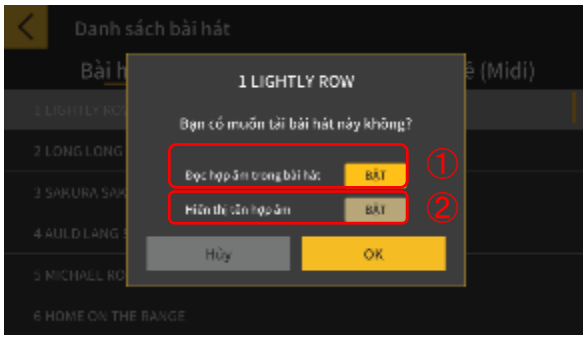 Danh sách bài hát
Bài h
ê (Midi)
1 LIGHTLY ROW
1 LIGHTLY ROW
Bạn có muốn tải bài hát này không?
2 LONG LONG
Đọc hợp âm trong bài hát
BẬT
①
3 SAKURA SAK
Hiển thị tên hợp âm
BẬT
②
4 AULD LANG S
Hủy
OK
5 MICHAEL RO
6 HOME ON THE RANGE